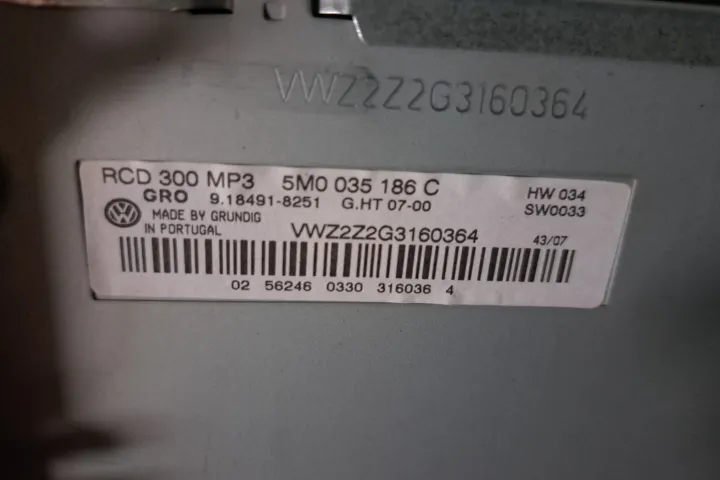 VWZ2Z2G3160364
RCD 300 MP3 5M0 035 186 C HW 034
GRO 9.18491-8251 G.HT 07-00 SW0033
MADE BY GRUNDIG
IN PORTUGAL VWZ2Z2G3160364 43/07
02 56246 0330 316036 4